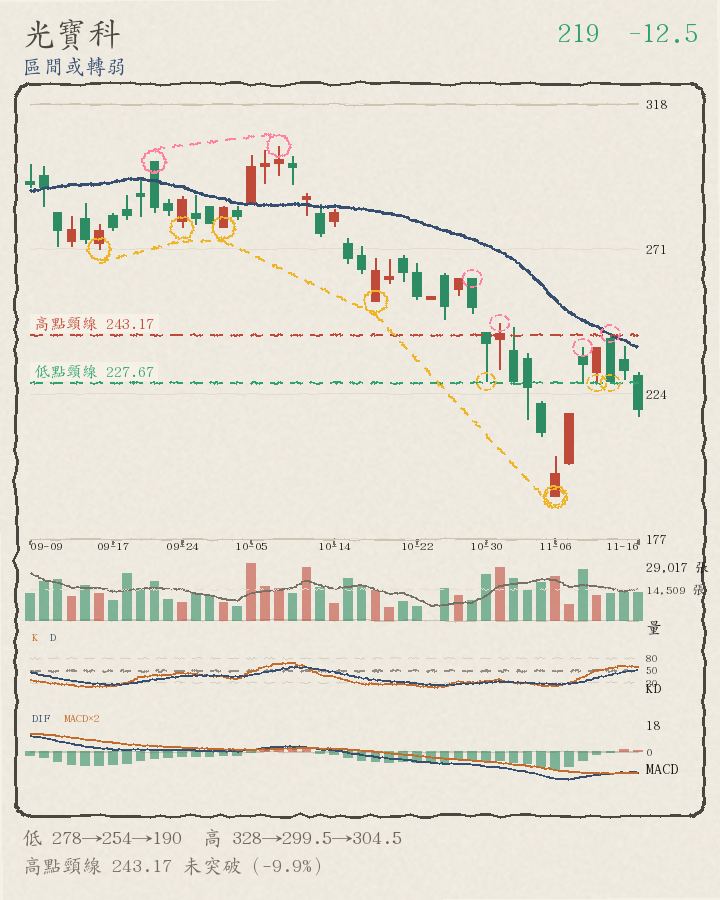 光寶科
219 -12.5
區間或轉弱
318
271
高點頸線 243.17
低點頸線 227.67
224
177
09-09 09-17 09-24 10-05 10-14 10-22 10-30 11-06 11-16
29,017 張
14,509 張
量
K D
80
50
20
KD
DIF MACD×2
18
0
MACD
低 278→254→190 高 328→299.5→304.5
高點頸線 243.17 未突破 (-9.9%)